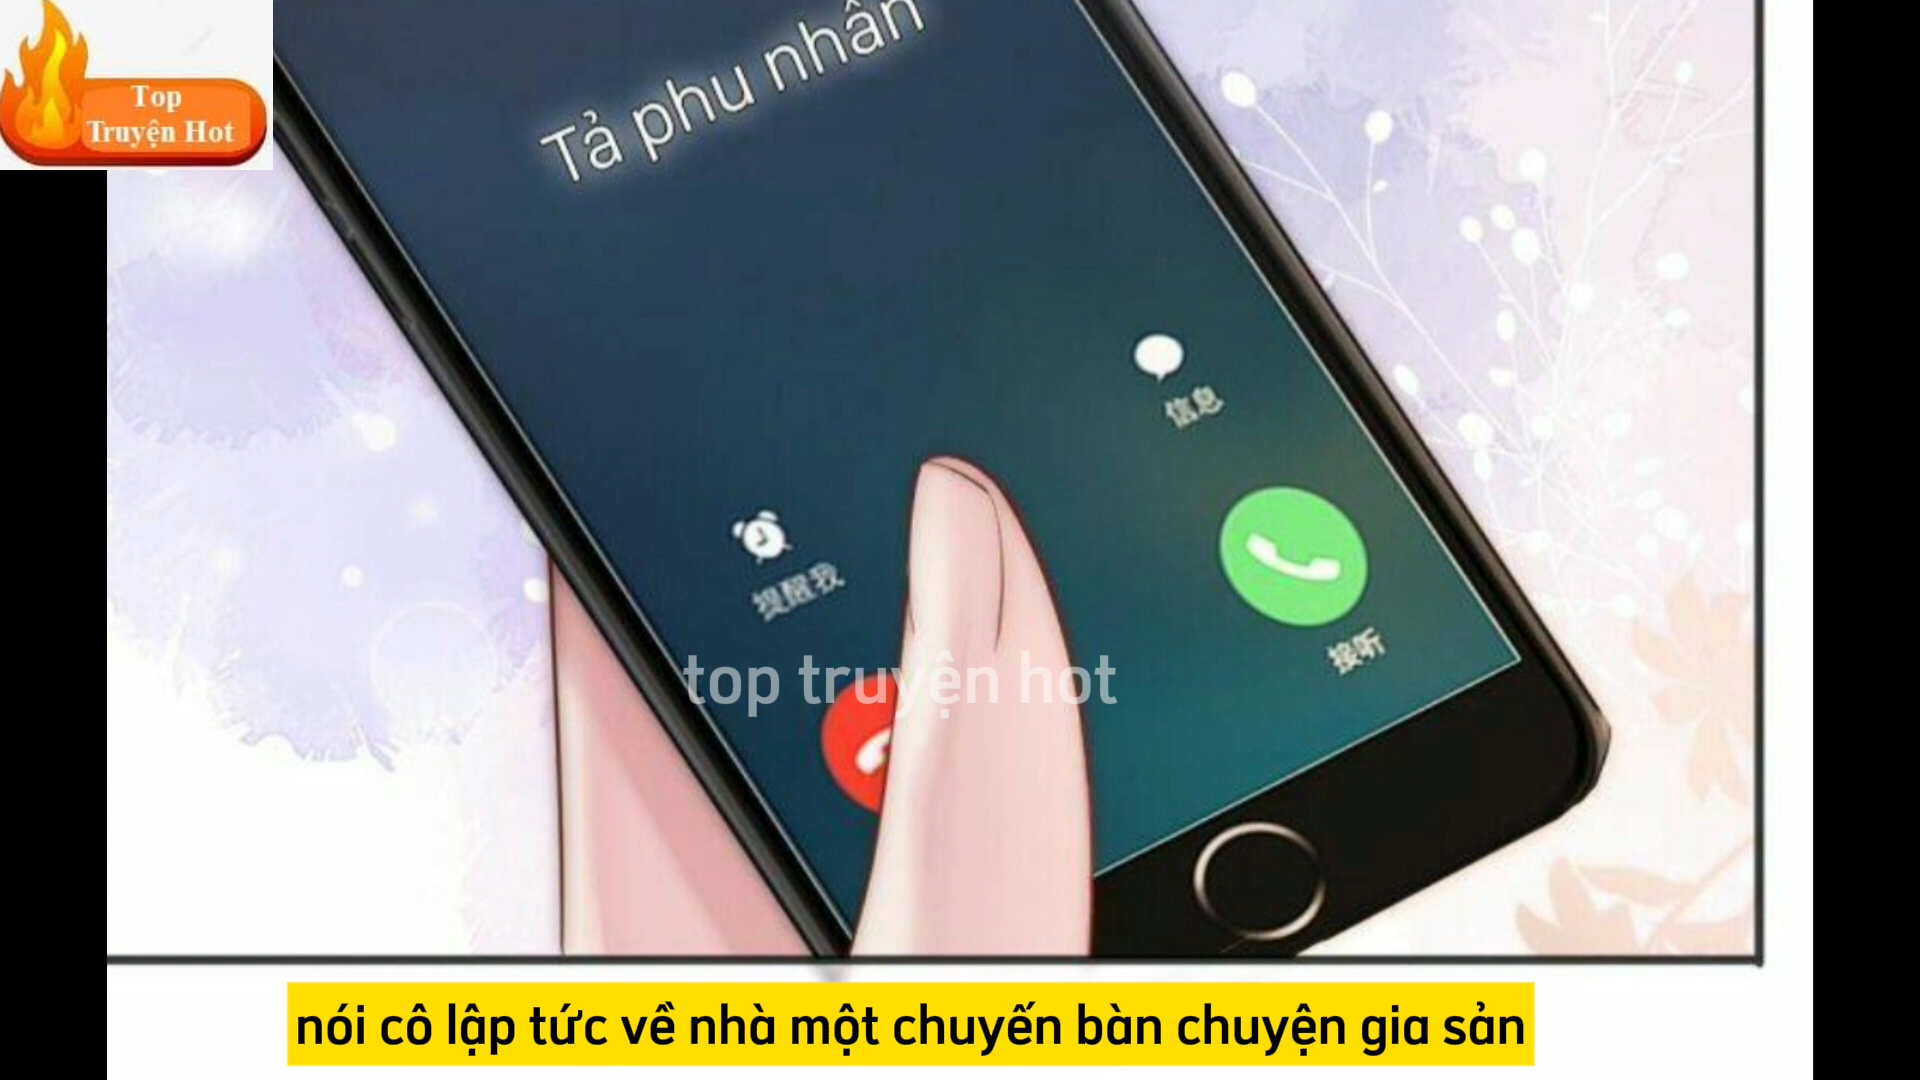 Tả phu nhân
Top
Truyện Hot
信息
提醒我
接听
top truyện hot
nói cô lập tức về nhà một chuyến bàn chuyện gia sản